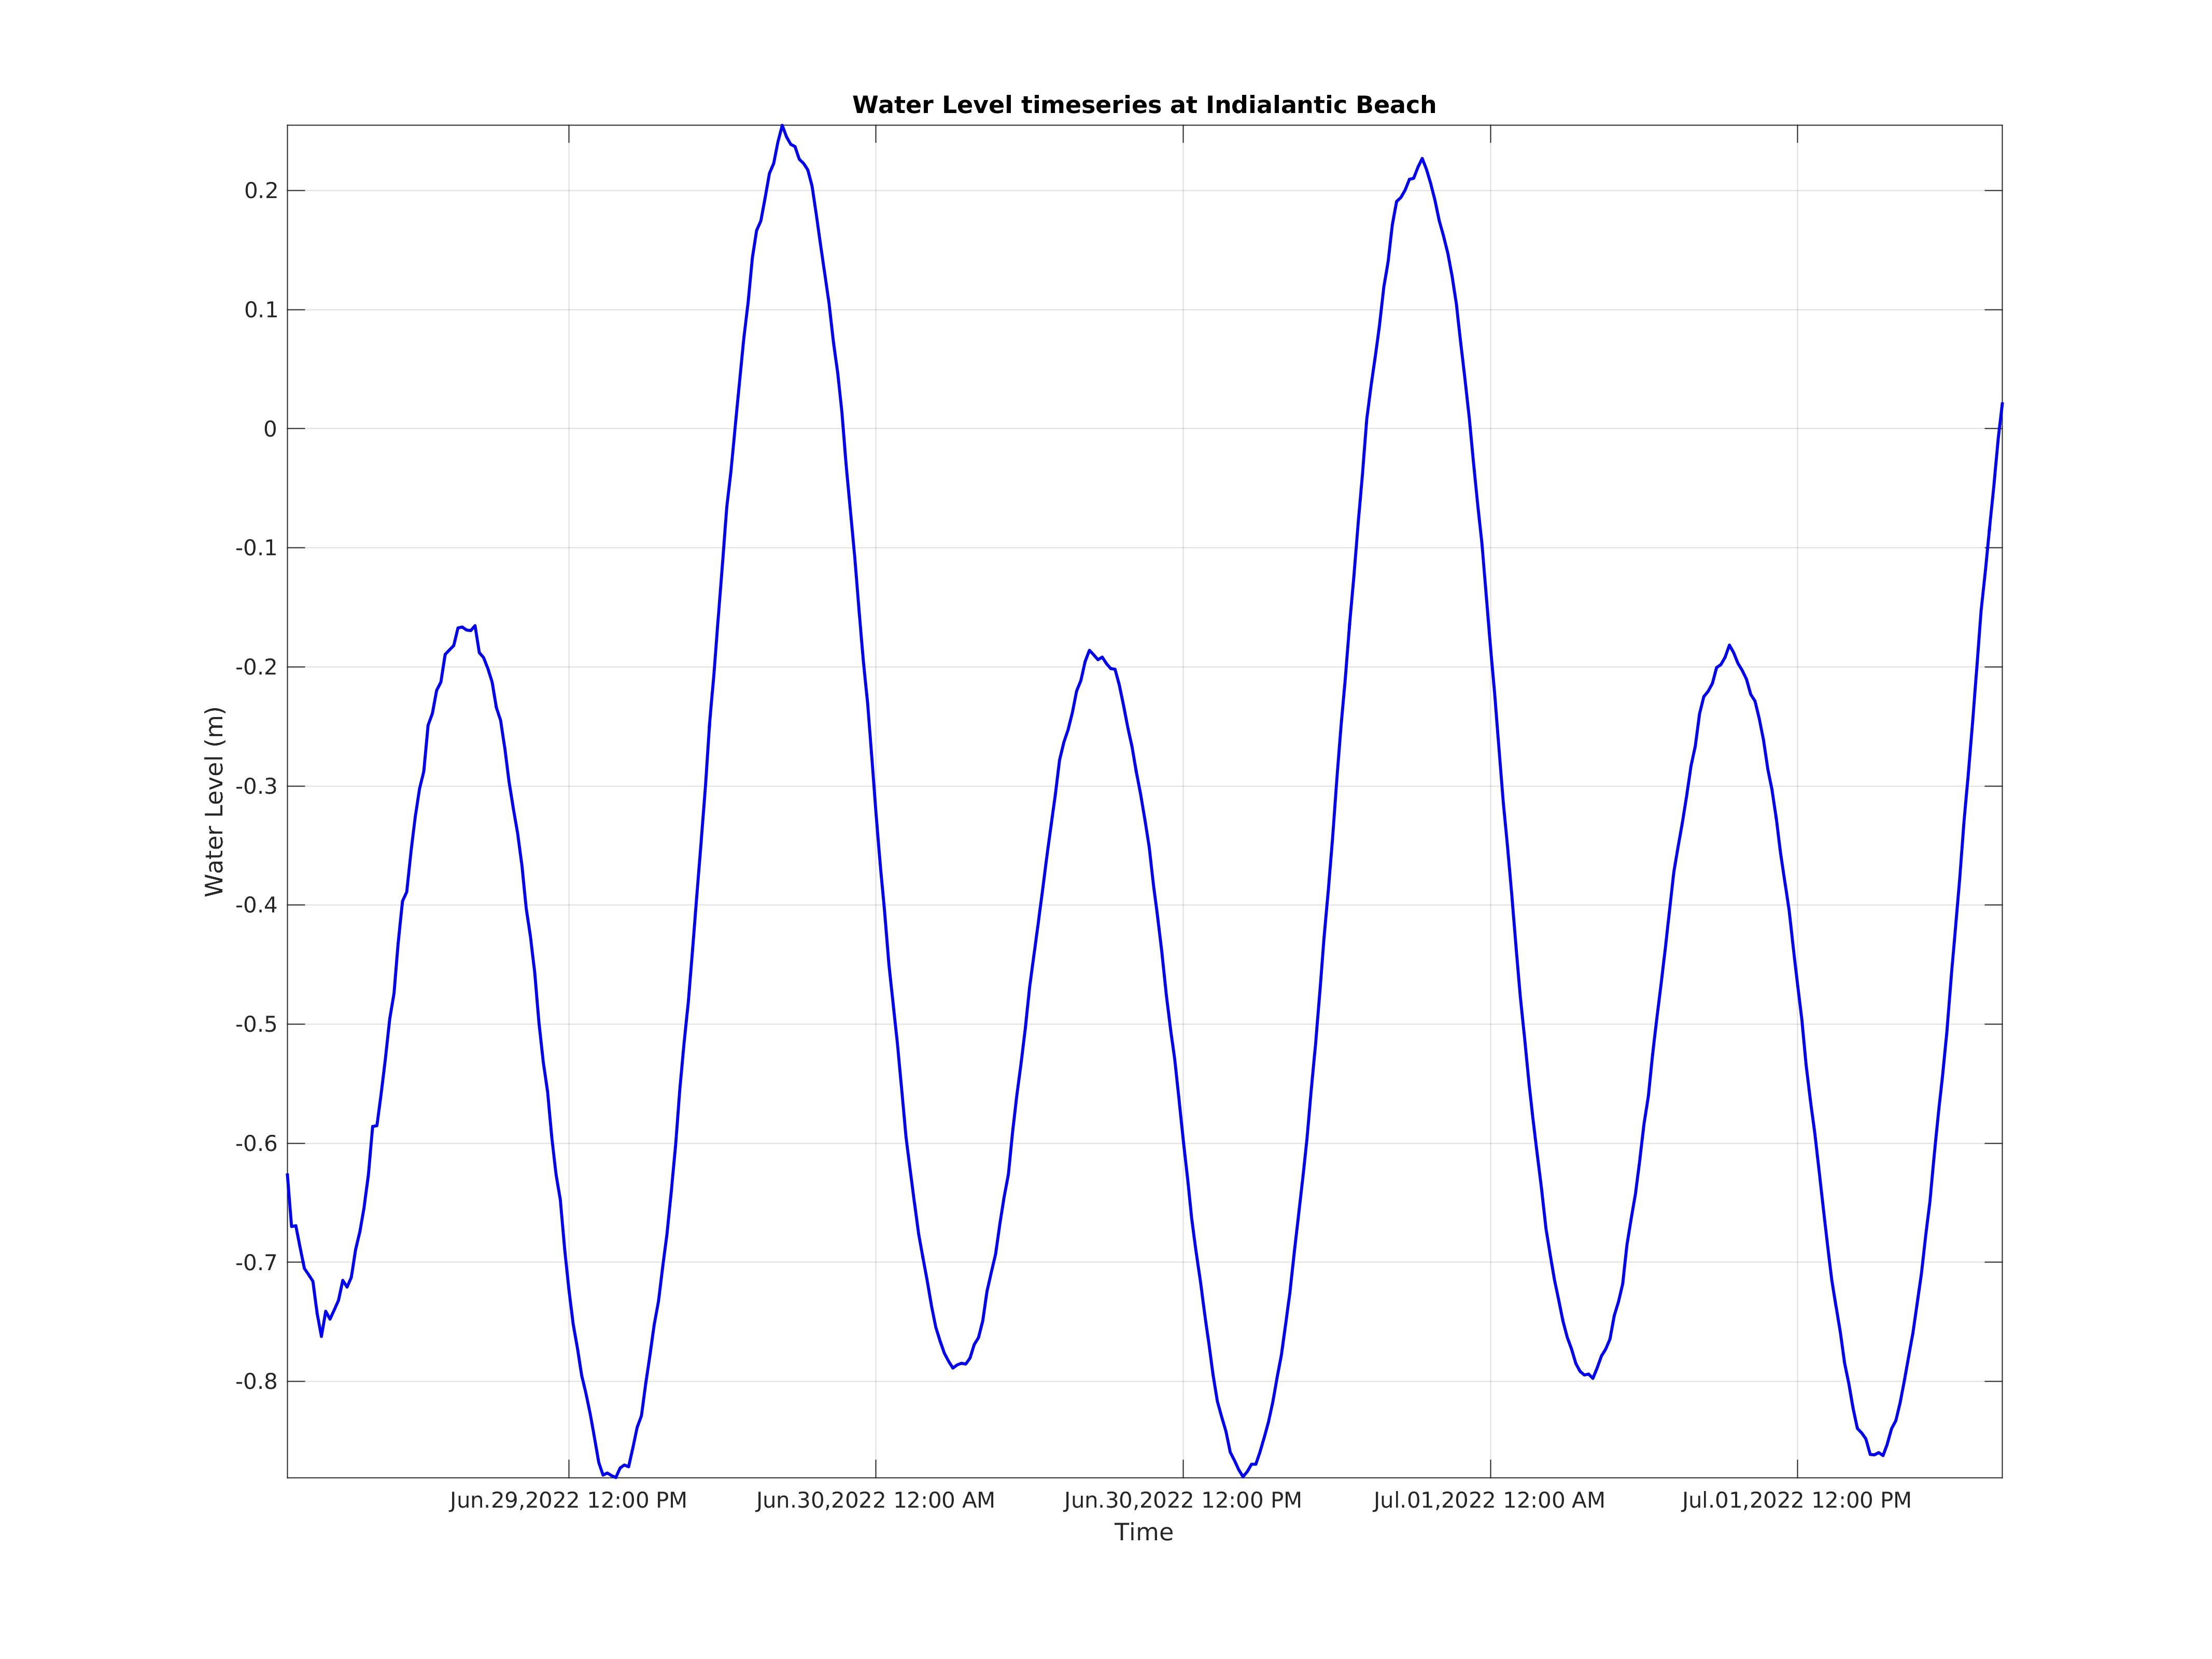 Water Level timeseries at Indialantic Beach
0.2
0.1
0
-0.1
-0.2
-0.3
-0.4
-0.5
-0.6
-0.7
-0.8
Water Level (m)
Jun.29,2022 12:00 PM Jun.30,2022 12:00 AM Jun.30,2022 12:00 PM Jul.01,2022 12:00 AM Jul.01,2022 12:00 PM
Time